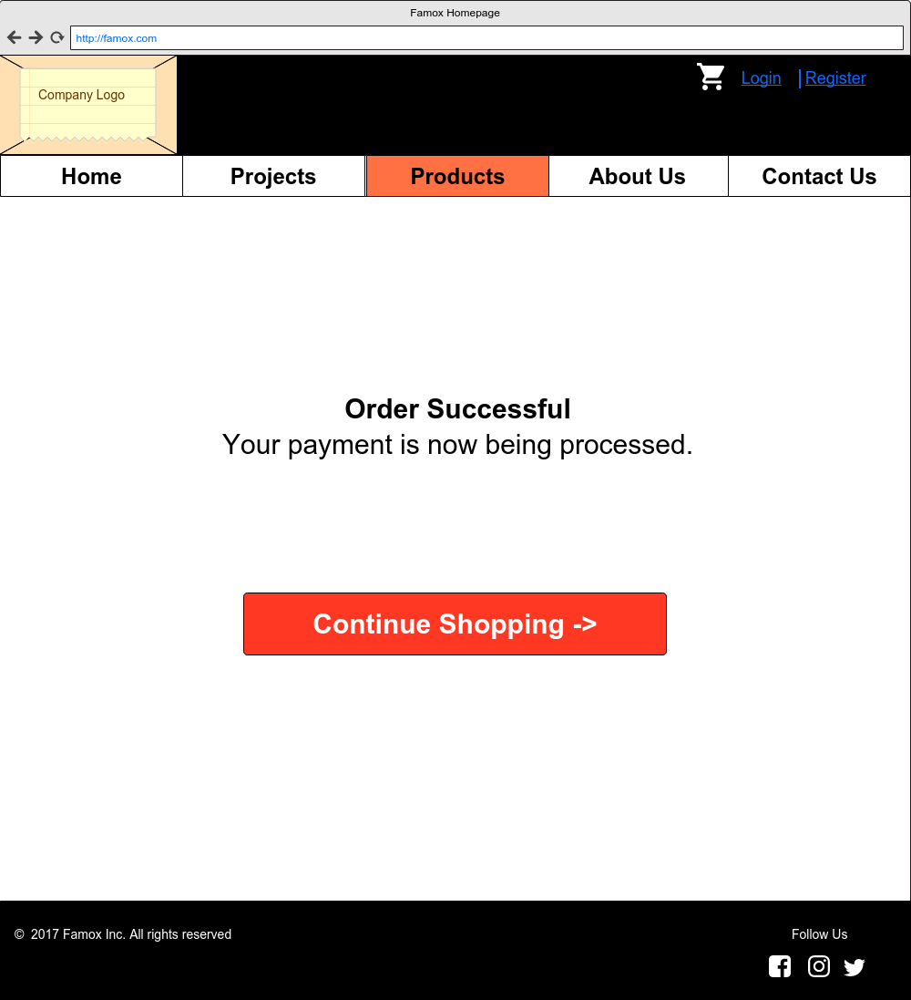 Famox Homepage
http://famox.com
Company Logo
Login | Register
Home Projects Products About Us Contact Us
Order Successful
Your payment is now being processed.
Continue Shopping ->
© 2017 Famox Inc. All rights reserved
Follow Us